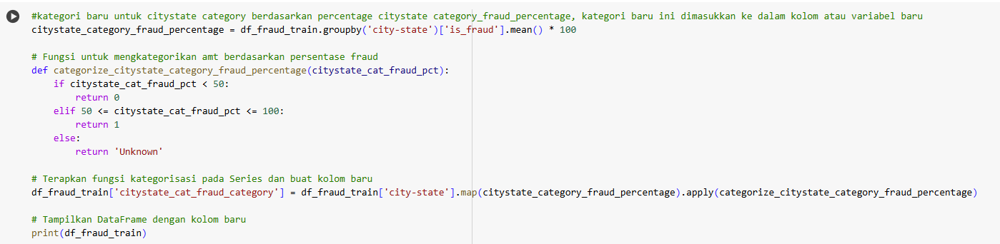 #kategori baru untuk citystate category berdasarkan percentage citystate category_fraud_percentage, kategori baru ini dimasukkan ke dalam kolom atau variabel baru
citystate_category_fraud_percentage = df_fraud_train.groupby('city-state')['is_fraud'].mean() * 100
# Fungsi untuk mengkategorikan amt berdasarkan persentase fraud
def categorize_citystate_category_fraud_percentage(citystate_cat_fraud_pct):
    if citystate_cat_fraud_pct < 50:
        return 0
    elif 50 <= citystate_cat_fraud_pct <= 100:
        return 1
    else:
        return 'Unknown'
# Terapkan fungsi kategorisasi pada Series dan buat kolom baru
df_fraud_train['citystate_cat_fraud_category'] = df_fraud_train['city-state'].map(citystate_category_fraud_percentage).apply(categorize_citystate_category_fraud_percentage)
# Tampilkan DataFrame dengan kolom baru
print(df_fraud_train)